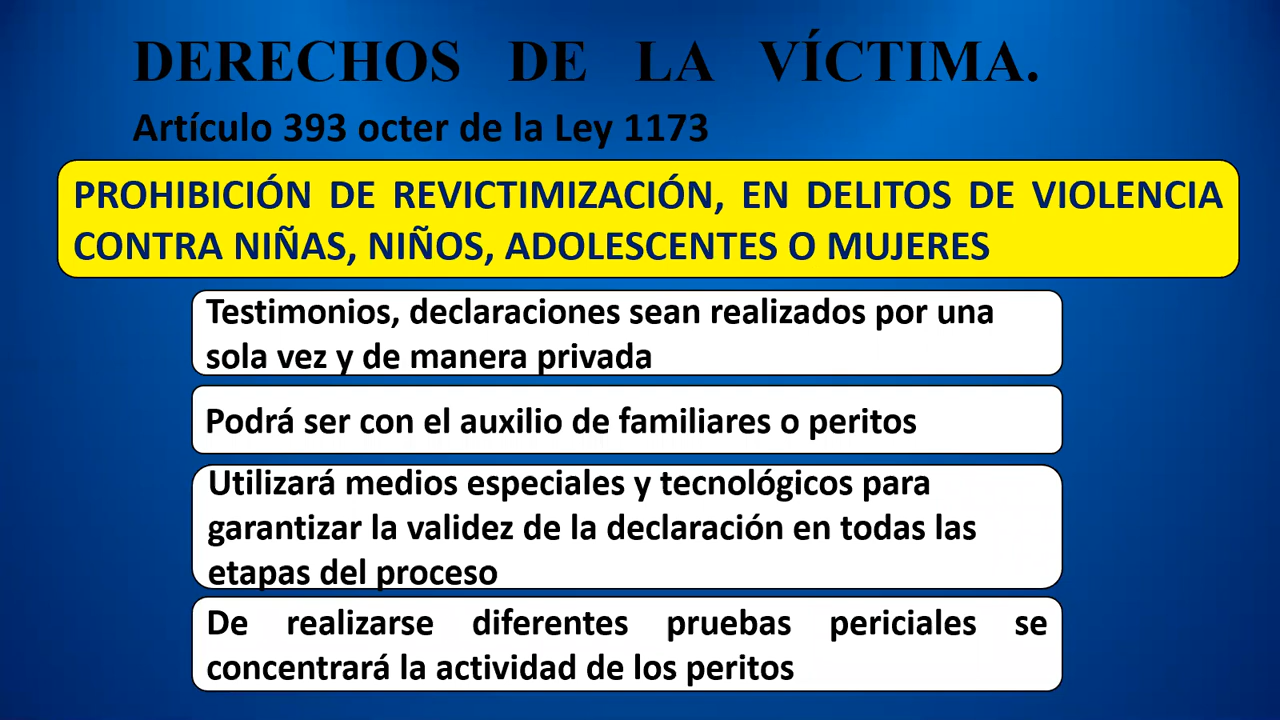 DERECHOS DE LA VÍCTIMA.
Artículo 393 octer de la Ley 1173
PROHIBICIÓN DE REVICTIMIZACIÓN, EN DELITOS DE VIOLENCIA
CONTRA NIÑAS, NIÑOS, ADOLESCENTES O MUJERES
Testimonios, declaraciones sean realizados por una
sola vez y de manera privada
Podrá ser con el auxilio de familiares o peritos
Utilizará medios especiales y tecnológicos para
garantizar la validez de la declaración en todas las
etapas del proceso
De realizarse diferentes pruebas periciales se
concentrará la actividad de los peritos